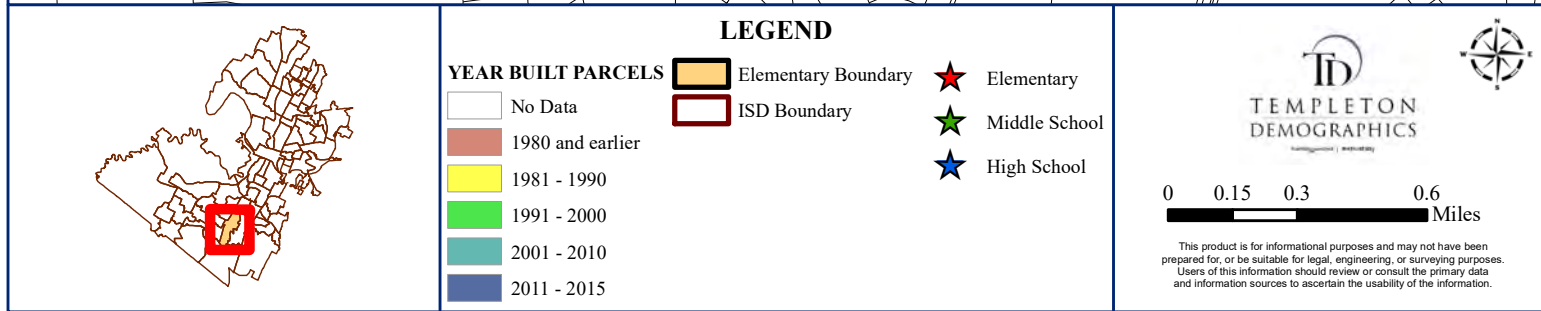 LEGEND
YEAR BUILT PARCELS
No Data
1980 and earlier
1981 - 1990
1991 - 2000
2001 - 2010
2011 - 2015
Elementary Boundary
ISD Boundary
Elementary
Middle School
High School
TD
TEMPLETON
DEMOGRAPHICS
N
W E
S
0 0.15 0.3 0.6
Miles
This product is for informational purposes and may not have been
prepared for, or be suitable for legal, engineering, or surveying purposes.
Users of this information should review or consult the primary data
and information sources to ascertain the usability of the information.